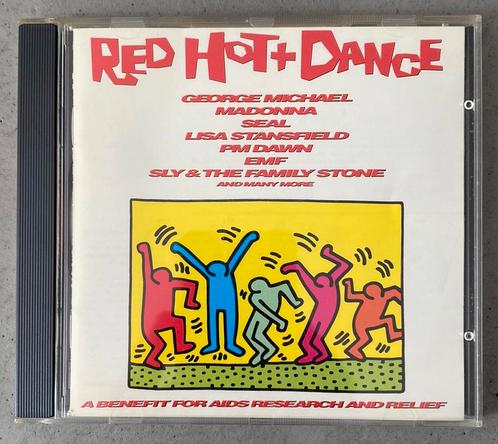 RED HOT + DANCE
GEORGE MICHAEL
MADONNA
SEAL
LISA STANSFIELD
PM DAWN
EMF
SLY & THE FAMILY STONE
AND MANY MORE
A BENEFIT FOR AIDS RESEARCH AND RELIEF